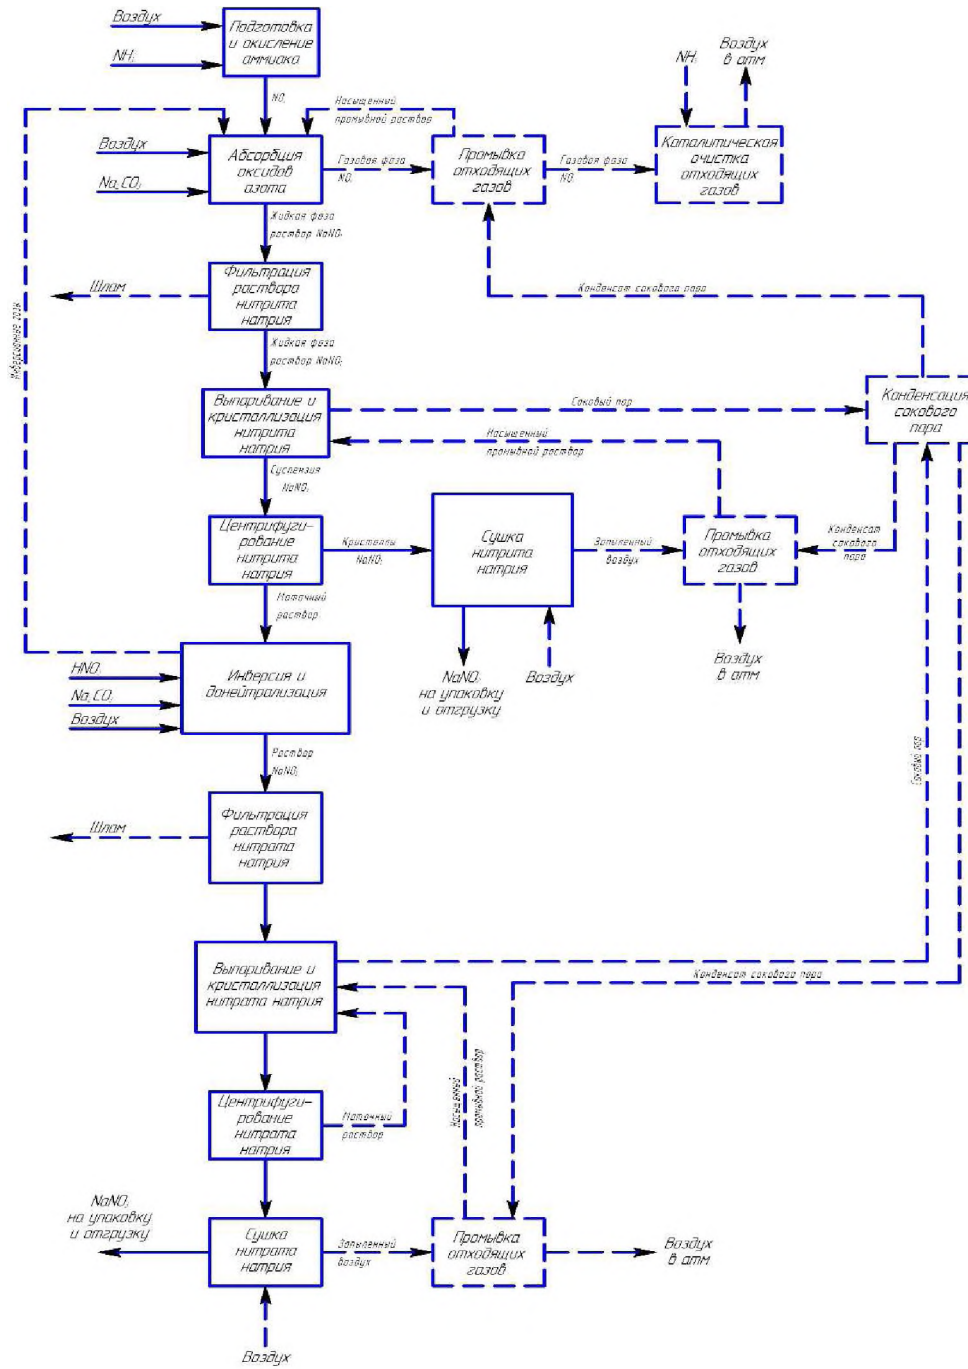 Воздух
NH₃
Подготовка
и окисление
аммиака
NOₓ
Насыщенный
промывной раствор
NH₃
Воздух
в атм
Воздух
Na₂CO₃
Абсорбция
оксидов
азота
Газовая фаза
NOₓ
Промывка
отходящих
газов
Газовая фаза
NOₓ
Каталитическая
очистка
отходящих
газов
Жидкая фаза
раствор NaNO₂
Шлам
Фильтрация
раствора
нитрита
натрия
Конденсат сокового пара
Инверсионные газы
Жидкая фаза
раствор NaNO₂
Выпаривание и
кристаллизация
нитрита
натрия
Соковый пар
Конденсация
сокового
пара
Насыщенный
промывной раствор
Суспензия
NaNO₂
Центрифуги-
рование
нитрита
натрия
Кристаллы
NaNO₂
Сушка
нитрита
натрия
Запыленный
воздух
Промывка
отходящих
газов
Конденсат
сокового
пара
Маточный
раствор
HNO₃
Na₂CO₃
Воздух
Инверсия и
донейтрализация
NaNO₂
на упаковку
и отгрузку
Воздух
Воздух
в атм
Раствор
NaNO₃
Соковый пар
Шлам
Фильтрация
раствора
нитрата
натрия
Выпаривание и
кристаллизация
нитрата натрия
Конденсат сокового пара
Насыщенный
промывной раствор
Центрифуги-
рование
нитрата
натрия
Маточный
раствор
NaNO₃
на упаковку
и отгрузку
Сушка
нитрата
натрия
Запыленный
воздух
Промывка
отходящих
газов
Воздух
в атм
Воздух